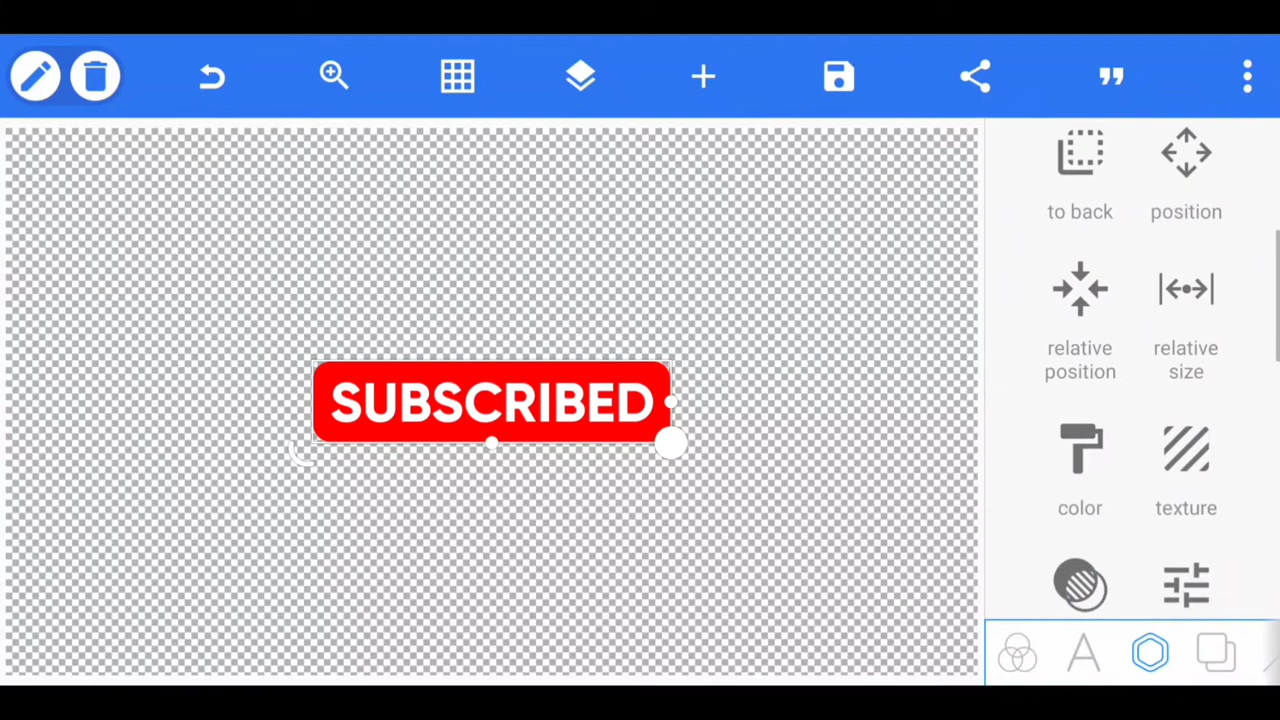 to back
position
SUBSCRIBED
relative
position
relative
size
color
texture